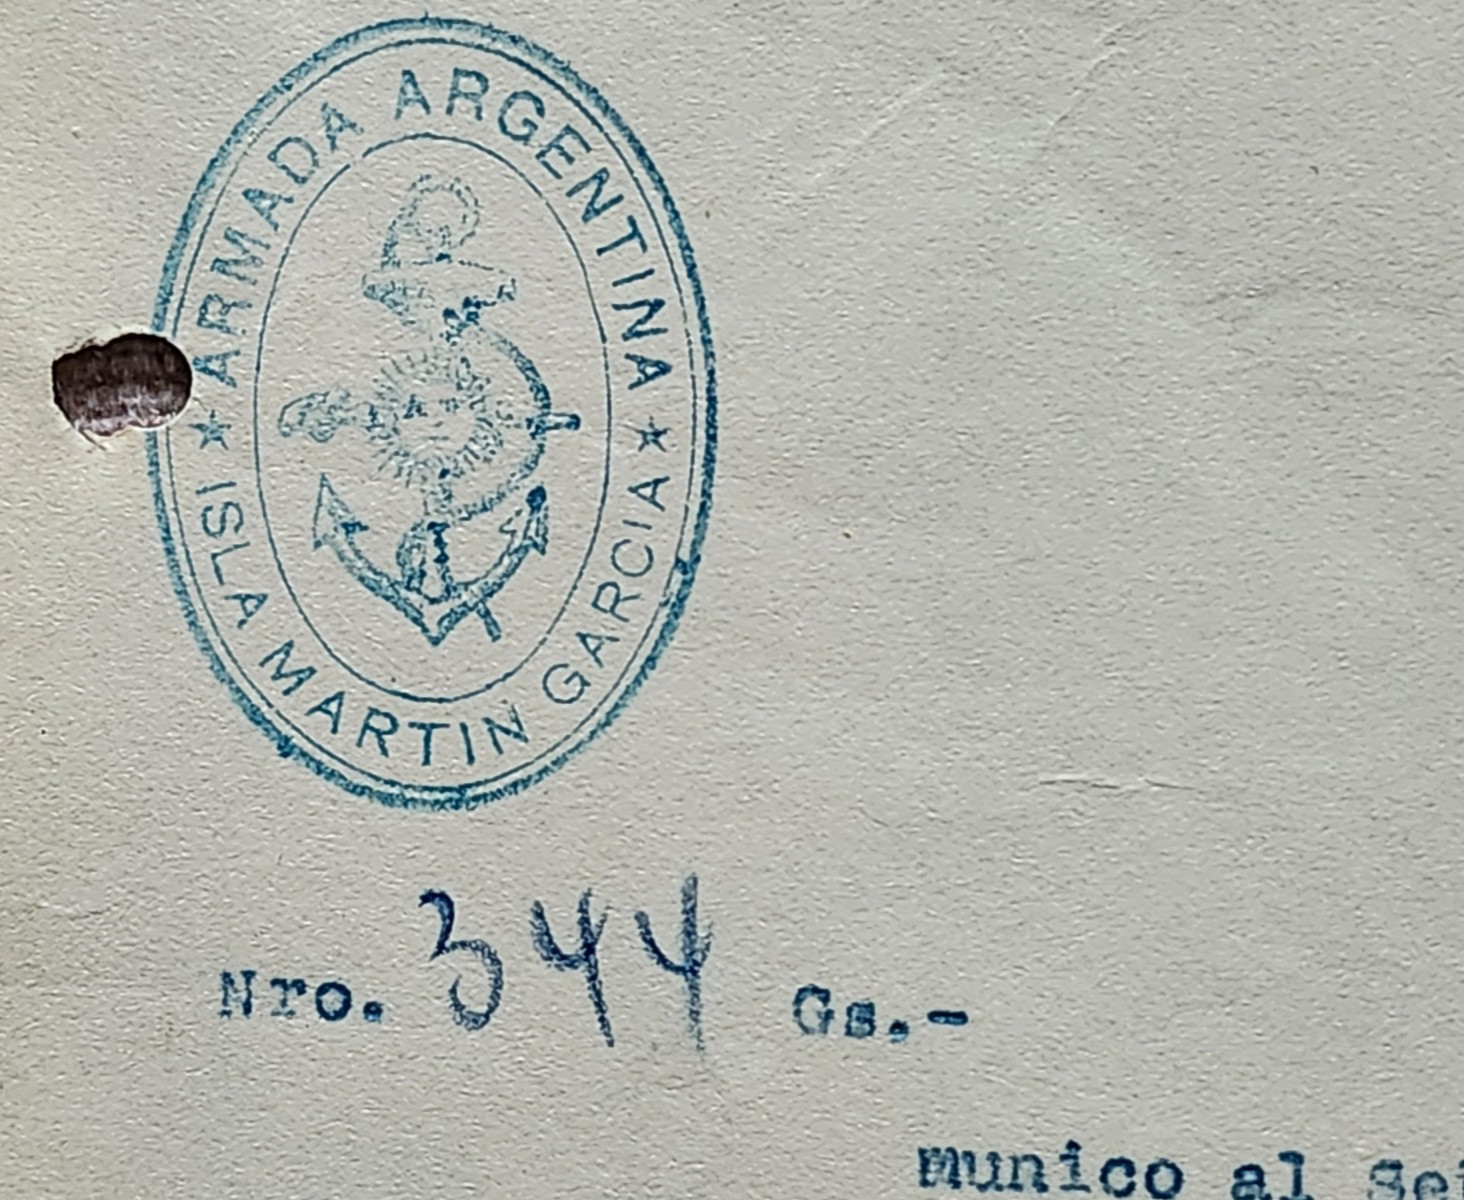 ★ ARMADA ARGENTINA ★
ISLA MARTIN GARCIA
Nro. 344 Gs.-
munico al